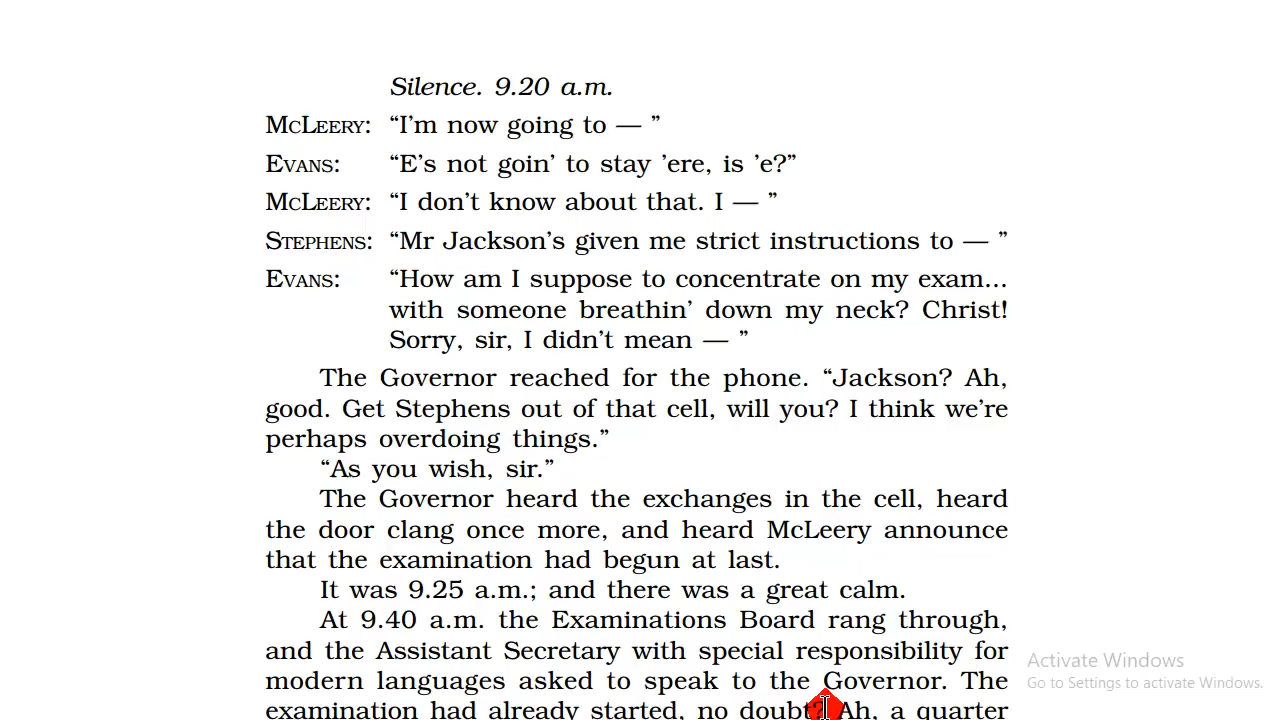 Silence. 9.20 a.m.
MCLEERY: “I'm now going to — ”
EVANS: “E's not goin' to stay 'ere, is 'e?”
MCLEERY: “I don't know about that. I — ”
STEPHENS: “Mr Jackson's given me strict instructions to — ”
EVANS: “How am I suppose to concentrate on my exam...
with someone breathin' down my neck? Christ!
Sorry, sir, I didn't mean — ”
The Governor reached for the phone. “Jackson? Ah,
good. Get Stephens out of that cell, will you? I think we're
perhaps overdoing things.”
“As you wish, sir.”
The Governor heard the exchanges in the cell, heard
the door clang once more, and heard McLeery announce
that the examination had begun at last.
It was 9.25 a.m.; and there was a great calm.
At 9.40 a.m. the Examinations Board rang through,
and the Assistant Secretary with special responsibility for
modern languages asked to speak to the Governor. The
examination had already started, no doubt? Ah, a quarter
Activate Windows
Go to Settings to activate Windows.